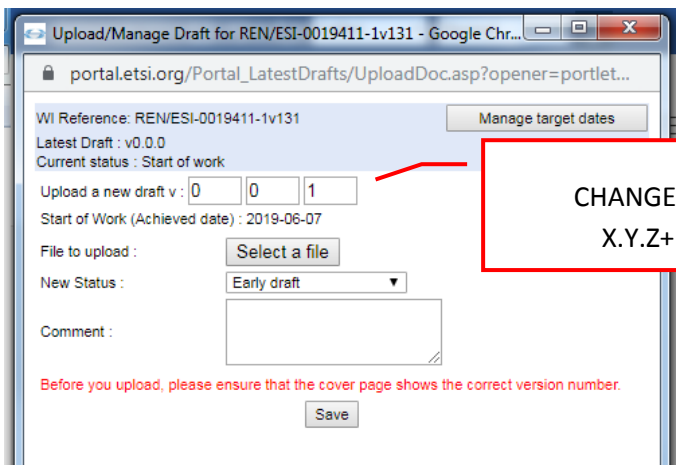 Upload/Manage Draft for REN/ESI-0019411-1v131 - Google Chr...
portal.etsi.org/Portal_LatestDrafts/UploadDoc.asp?opener=portlet...
WI Reference: REN/ESI-0019411-1v131 Manage target dates
Latest Draft : v0.0.0
Current status : Start of work
Upload a new draft v : 0 0 1
CHANGE
X.Y.Z+
Start of Work (Achieved date) : 2019-06-07
File to upload : Select a file
New Status : Early draft
Comment :
Before you upload, please ensure that the cover page shows the correct version number.
Save